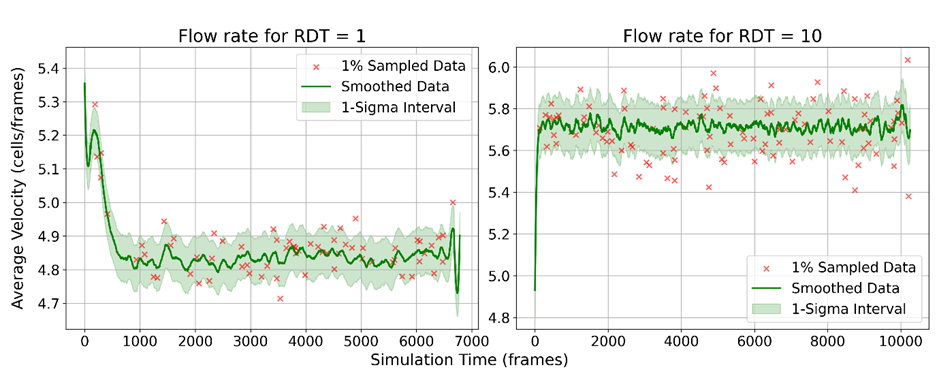 Flow rate for RDT = 1
Flow rate for RDT = 10
Average Velocity (cells/frames)
5.4
5.3
5.2
5.1
5.0
4.9
4.8
4.7
1% Sampled Data
Smoothed Data
1-Sigma Interval
0
1000
2000
3000
4000
5000
6000
7000
6.0
5.8
5.6
5.4
5.2
5.0
4.8
1% Sampled Data
Smoothed Data
1-Sigma Interval
0
2000
4000
6000
8000
10000
Simulation Time (frames)